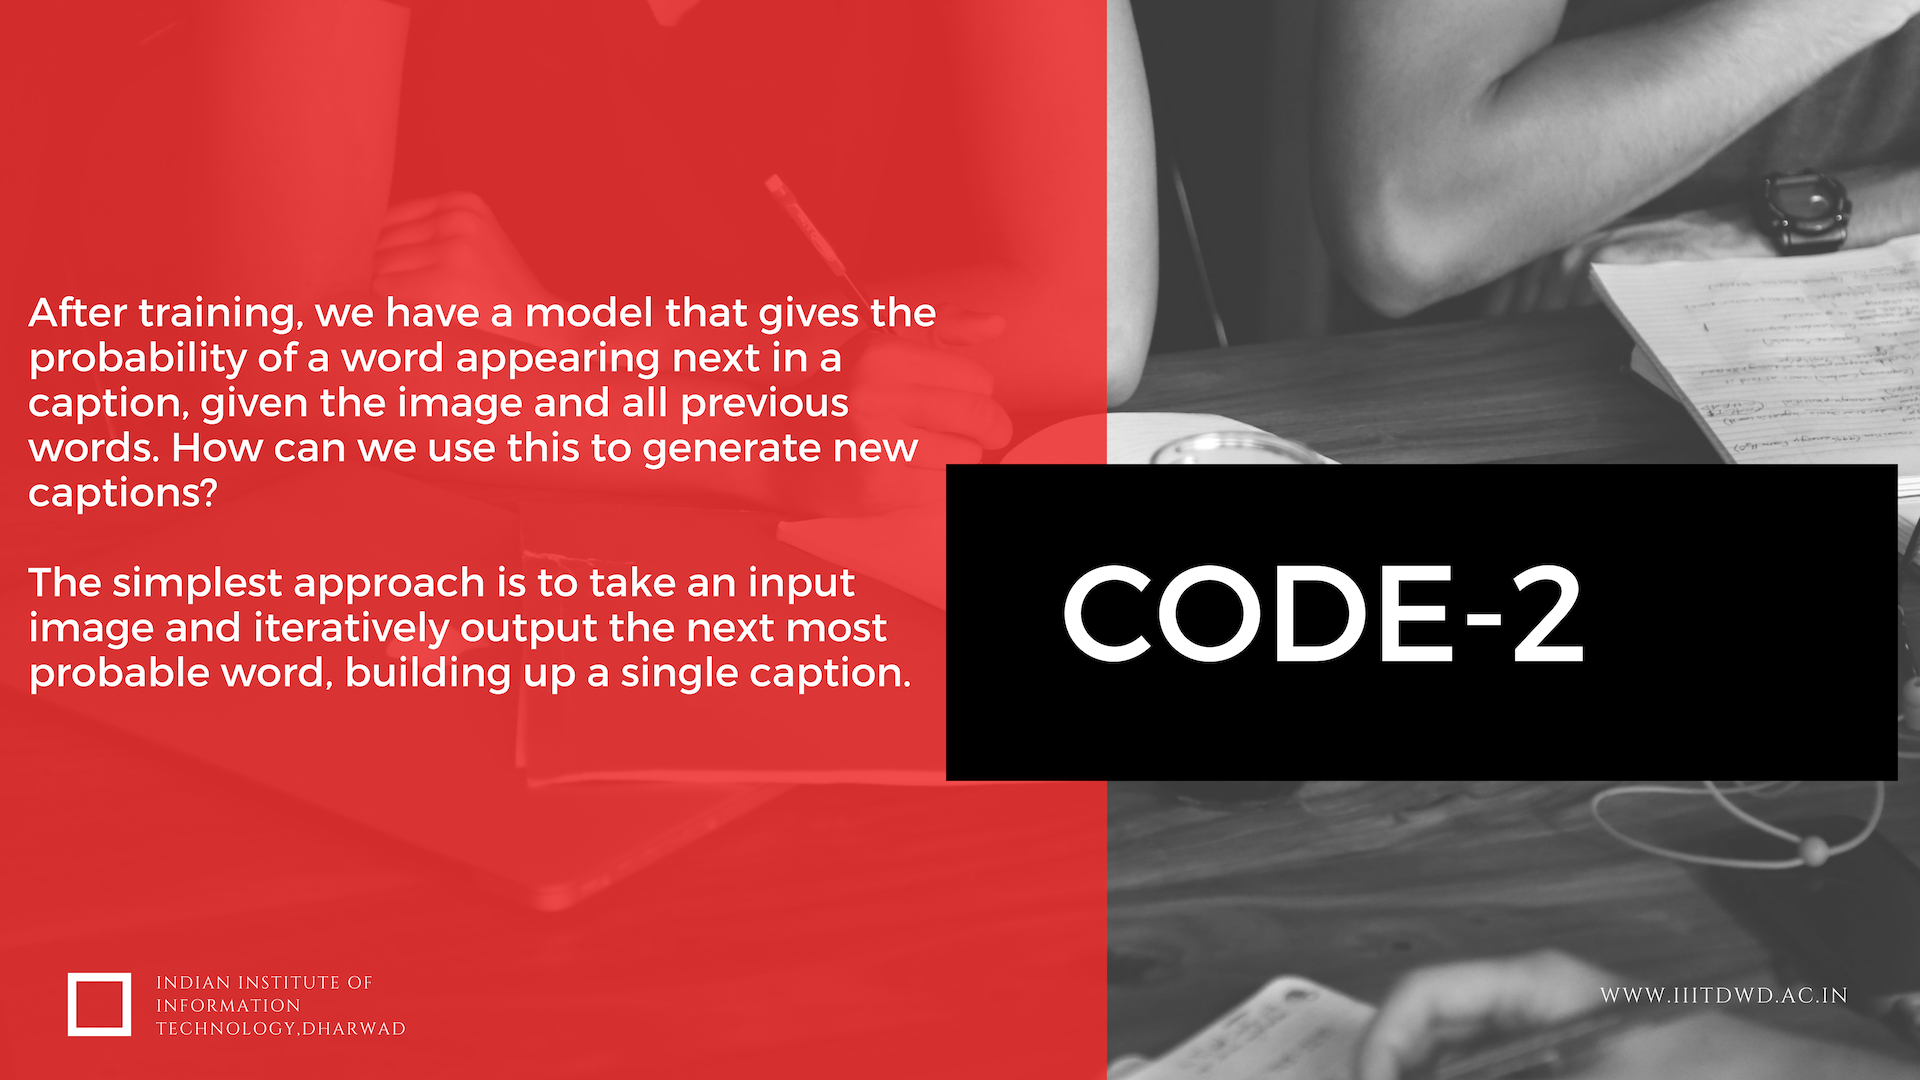 After training, we have a model that gives the
probability of a word appearing next in a
caption, given the image and all previous
words. How can we use this to generate new
captions?
The simplest approach is to take an input
image and iteratively output the next most
probable word, building up a single caption.
CODE-2
INDIAN INSTITUTE OF
INFORMATION
TECHNOLOGY,DHARWAD
WWW.IIITDWD.AC.IN